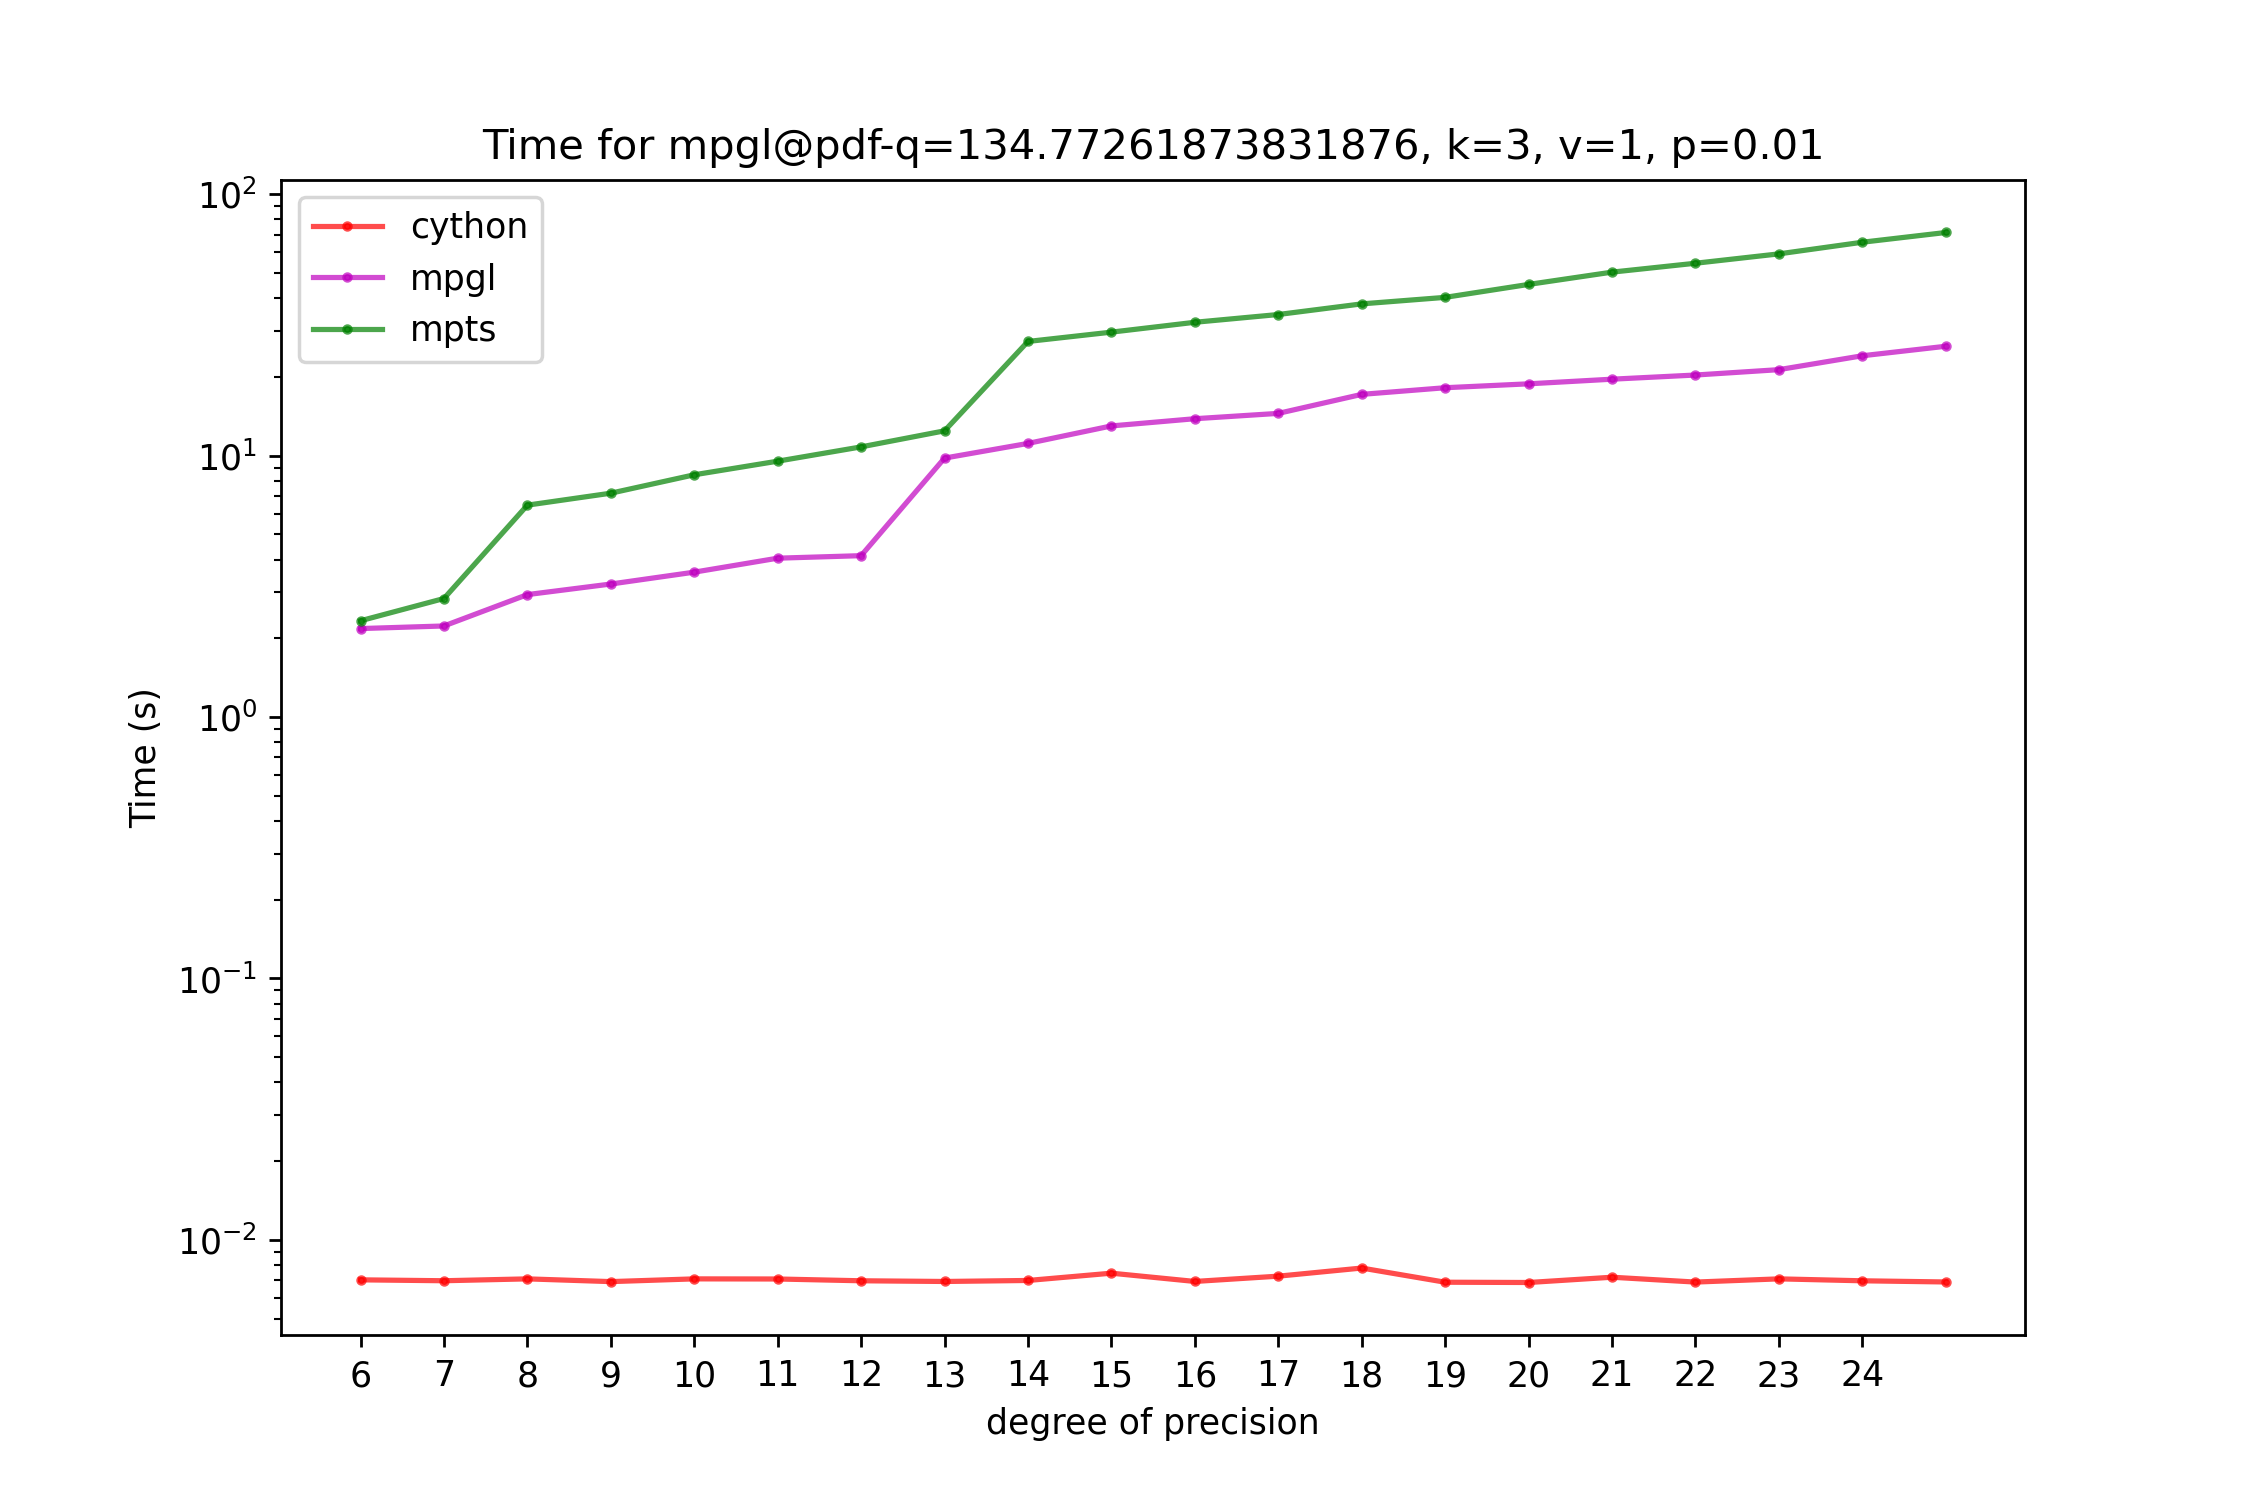 Time for mpgl@pdf-q=134.77261873831876, k=3, v=1, p=0.01
10²
cython
mpgl
mpts
10¹
10⁰
Time (s)
10⁻¹
10⁻²
6 7 8 9 10 11 12 13 14 15 16 17 18 19 20 21 22 23 24
degree of precision